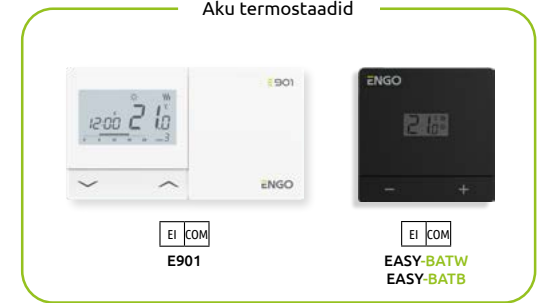 Aku termostaadid
E901
12:00 21.0
3
ENGO
EI COM
E901
ENGO
21.0
EI COM
EASY-BATW
EASY-BATB